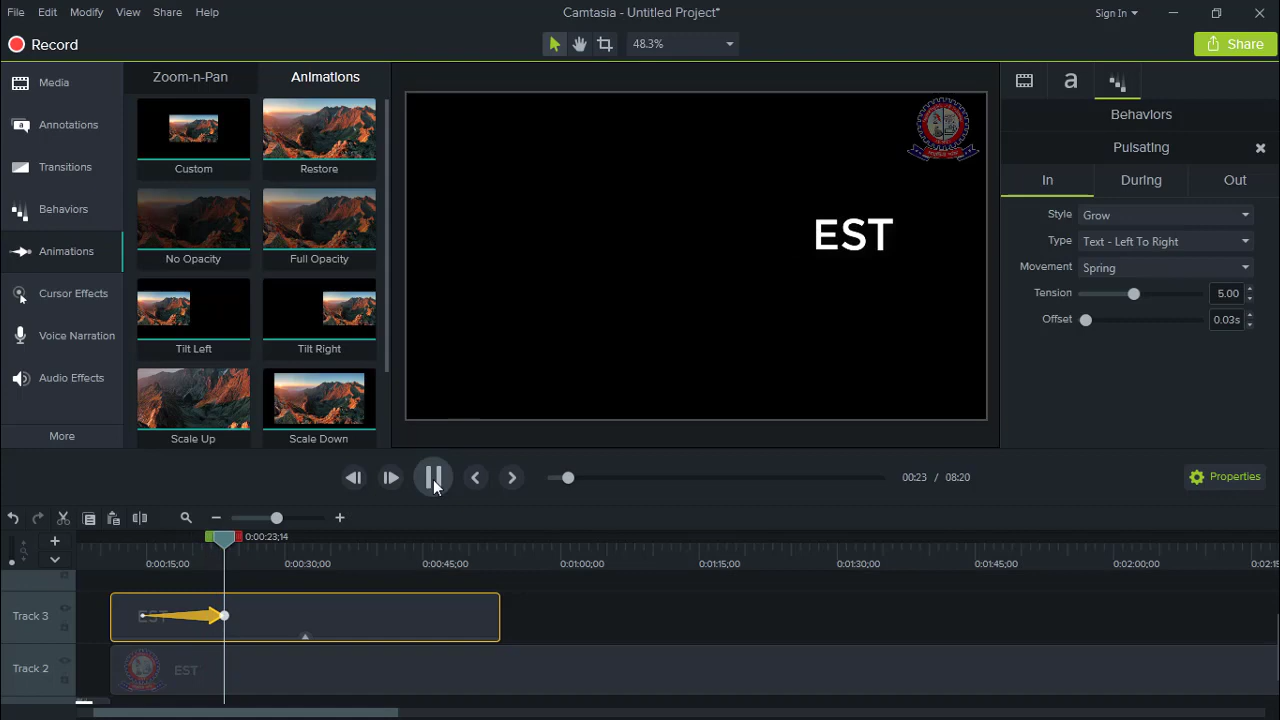 File Edit Modify View Share Help
Camtasia - Untitled Project*
Sign In
Record
48.3%
Share
Media
Annotations
Transitions
Behaviors
Animations
Cursor Effects
Voice Narration
Audio Effects
More
Zoom-n-Pan
Animations
Custom
Restore
No Opacity
Full Opacity
Tilt Left
Tilt Right
Scale Up
Scale Down
EST
a
Behaviors
Pulsating
In
During
Out
Style
Grow
Type
Text - Left To Right
Movement
Spring
Tension
5.00
Offset
0.03s
00:23 / 08:20
Properties
0:00:23;14
0:00:15;00
0:00:30;00
0:00:45;00
0:01:00;00
0:01:15;00
0:01:30;00
0:01:45;00
0:02:00;00
Track 3
EST
Track 2
EST